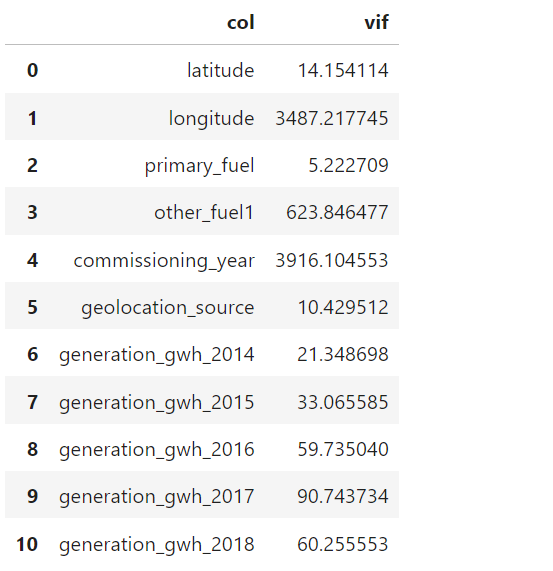 col vif
0 latitude 14.154114
1 longitude 3487.217745
2 primary_fuel 5.222709
3 other_fuel1 623.846477
4 commissioning_year 3916.104553
5 geolocation_source 10.429512
6 generation_gwh_2014 21.348698
7 generation_gwh_2015 33.065585
8 generation_gwh_2016 59.735040
9 generation_gwh_2017 90.743734
10 generation_gwh_2018 60.255553